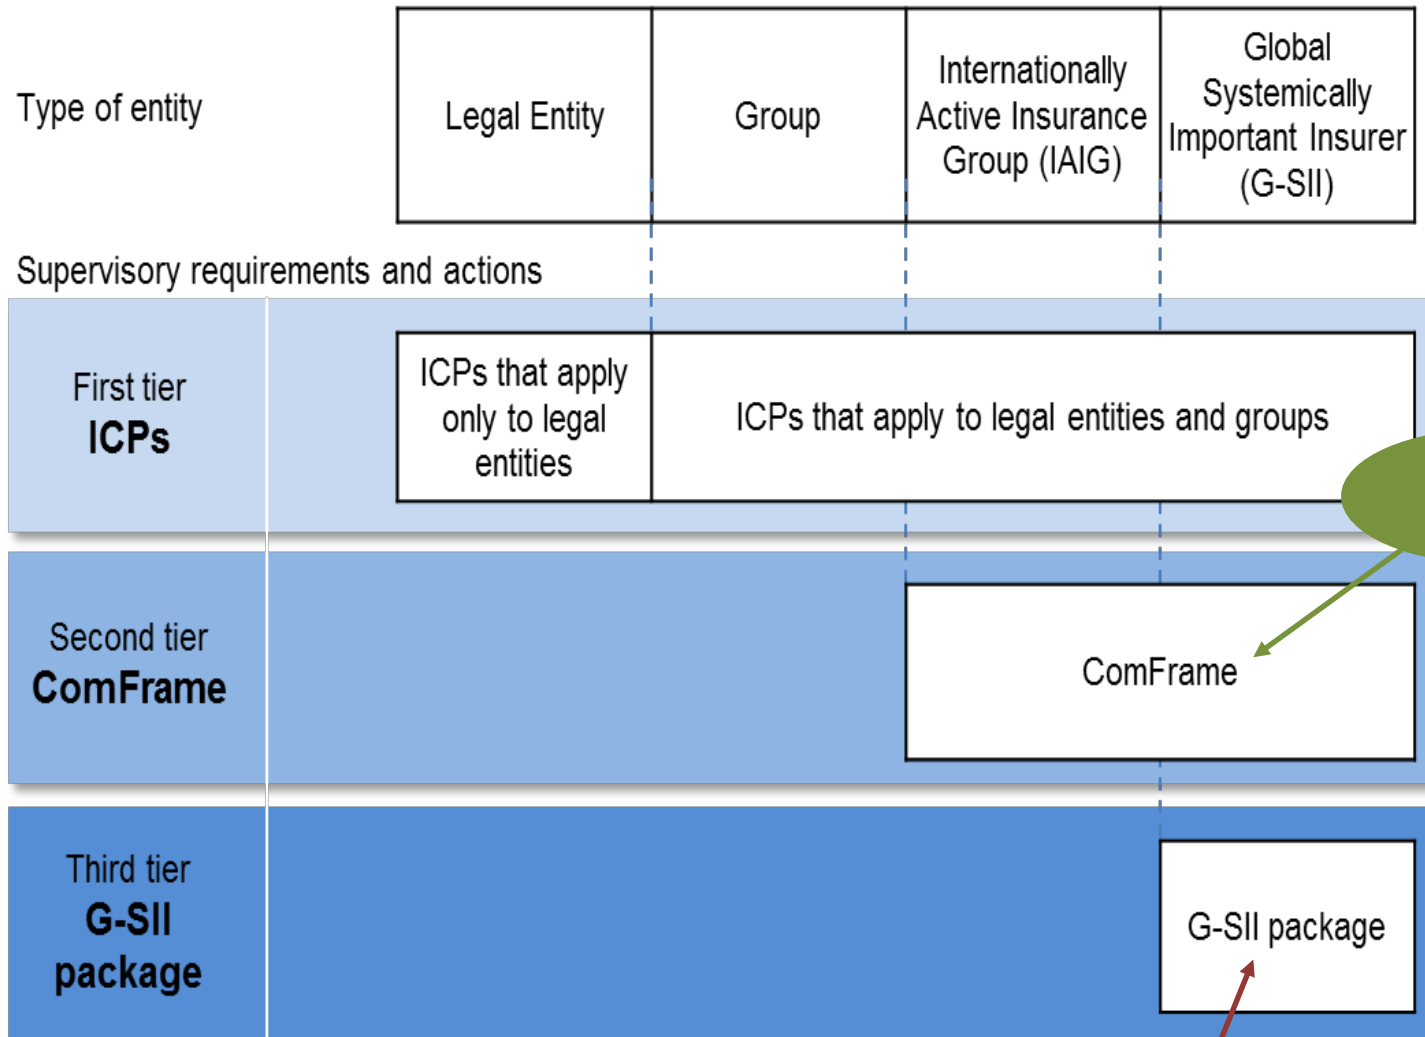 Type of entity
Legal Entity
Group
Internationally
Active Insurance
Group (IAIG)
Global
Systemically
Important Insurer
(G-SII)
Supervisory requirements and actions
First tier
ICPs
ICPs that apply
only to legal
entities
ICPs that apply to legal entities and groups
Second tier
ComFrame
ComFrame
Third tier
G-SII
package
G-SII package